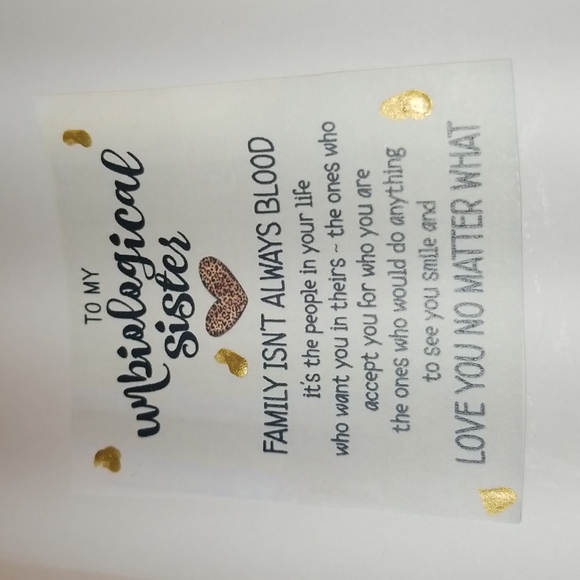 TO MY
unbiological
sister
FAMILY ISN'T ALWAYS BLOOD
it's the people in your life
who want you in theirs ~ the ones who
accept you for who you are
the ones who would do anything
to see you smile and
LOVE YOU NO MATTER WHAT